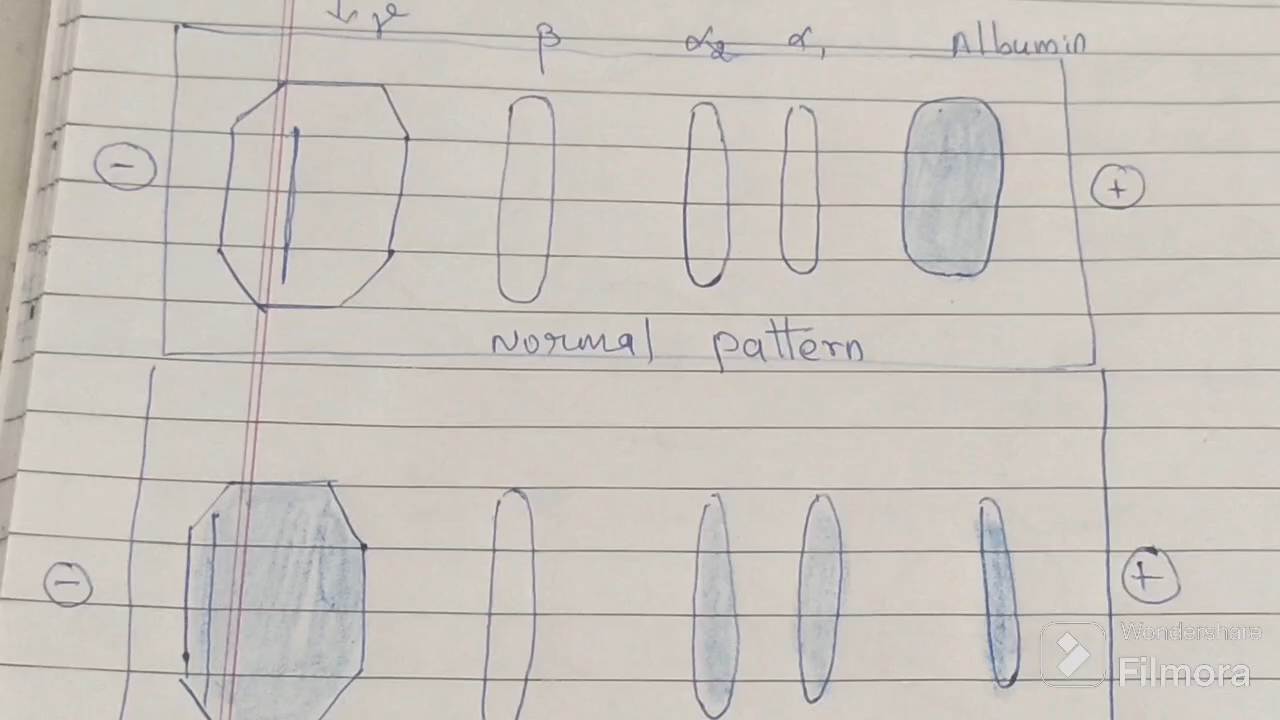 ↓ γ β α₂ α₁ Albumin
− +
Normal pattern
− +
Wondershare
Filmora